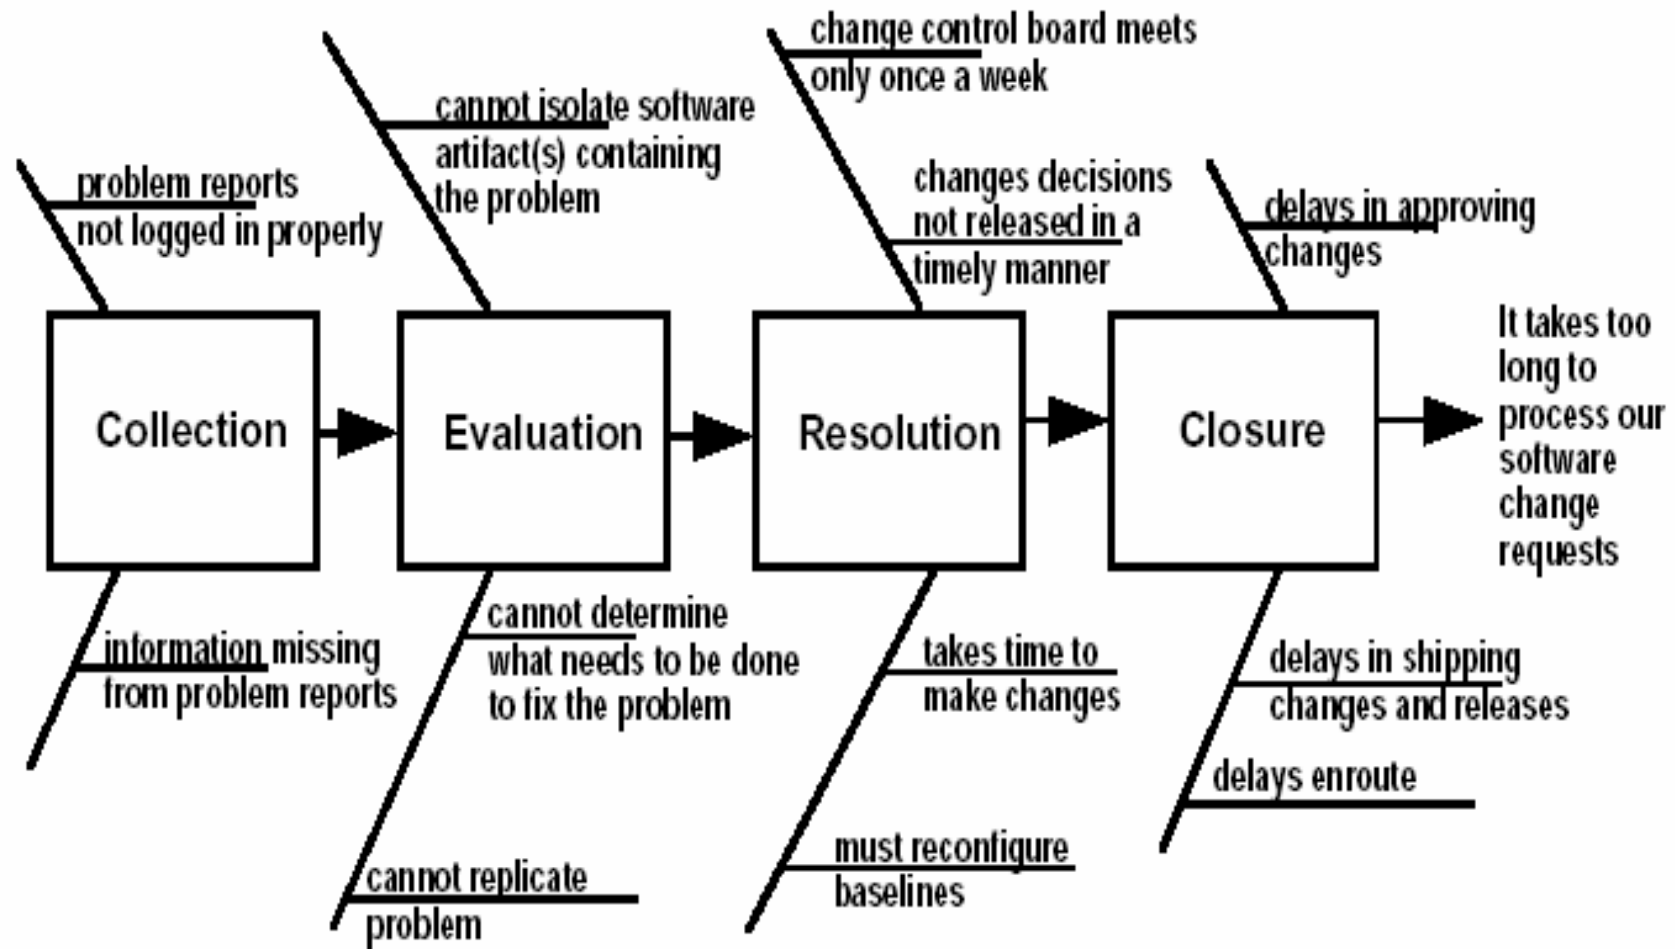 change control board meets
only once a week
cannot isolate software
artifact(s) containing
the problem
problem reports
not logged in properly
changes decisions
not released in a
timely manner
delays in approving
changes
Collection
Evaluation
Resolution
Closure
It takes too
long to
process our
software
change
requests
information missing
from problem reports
cannot determine
what needs to be done
to fix the problem
cannot replicate
problem
takes time to
make changes
must reconfigure
baselines
delays in shipping
changes and releases
delays enroute